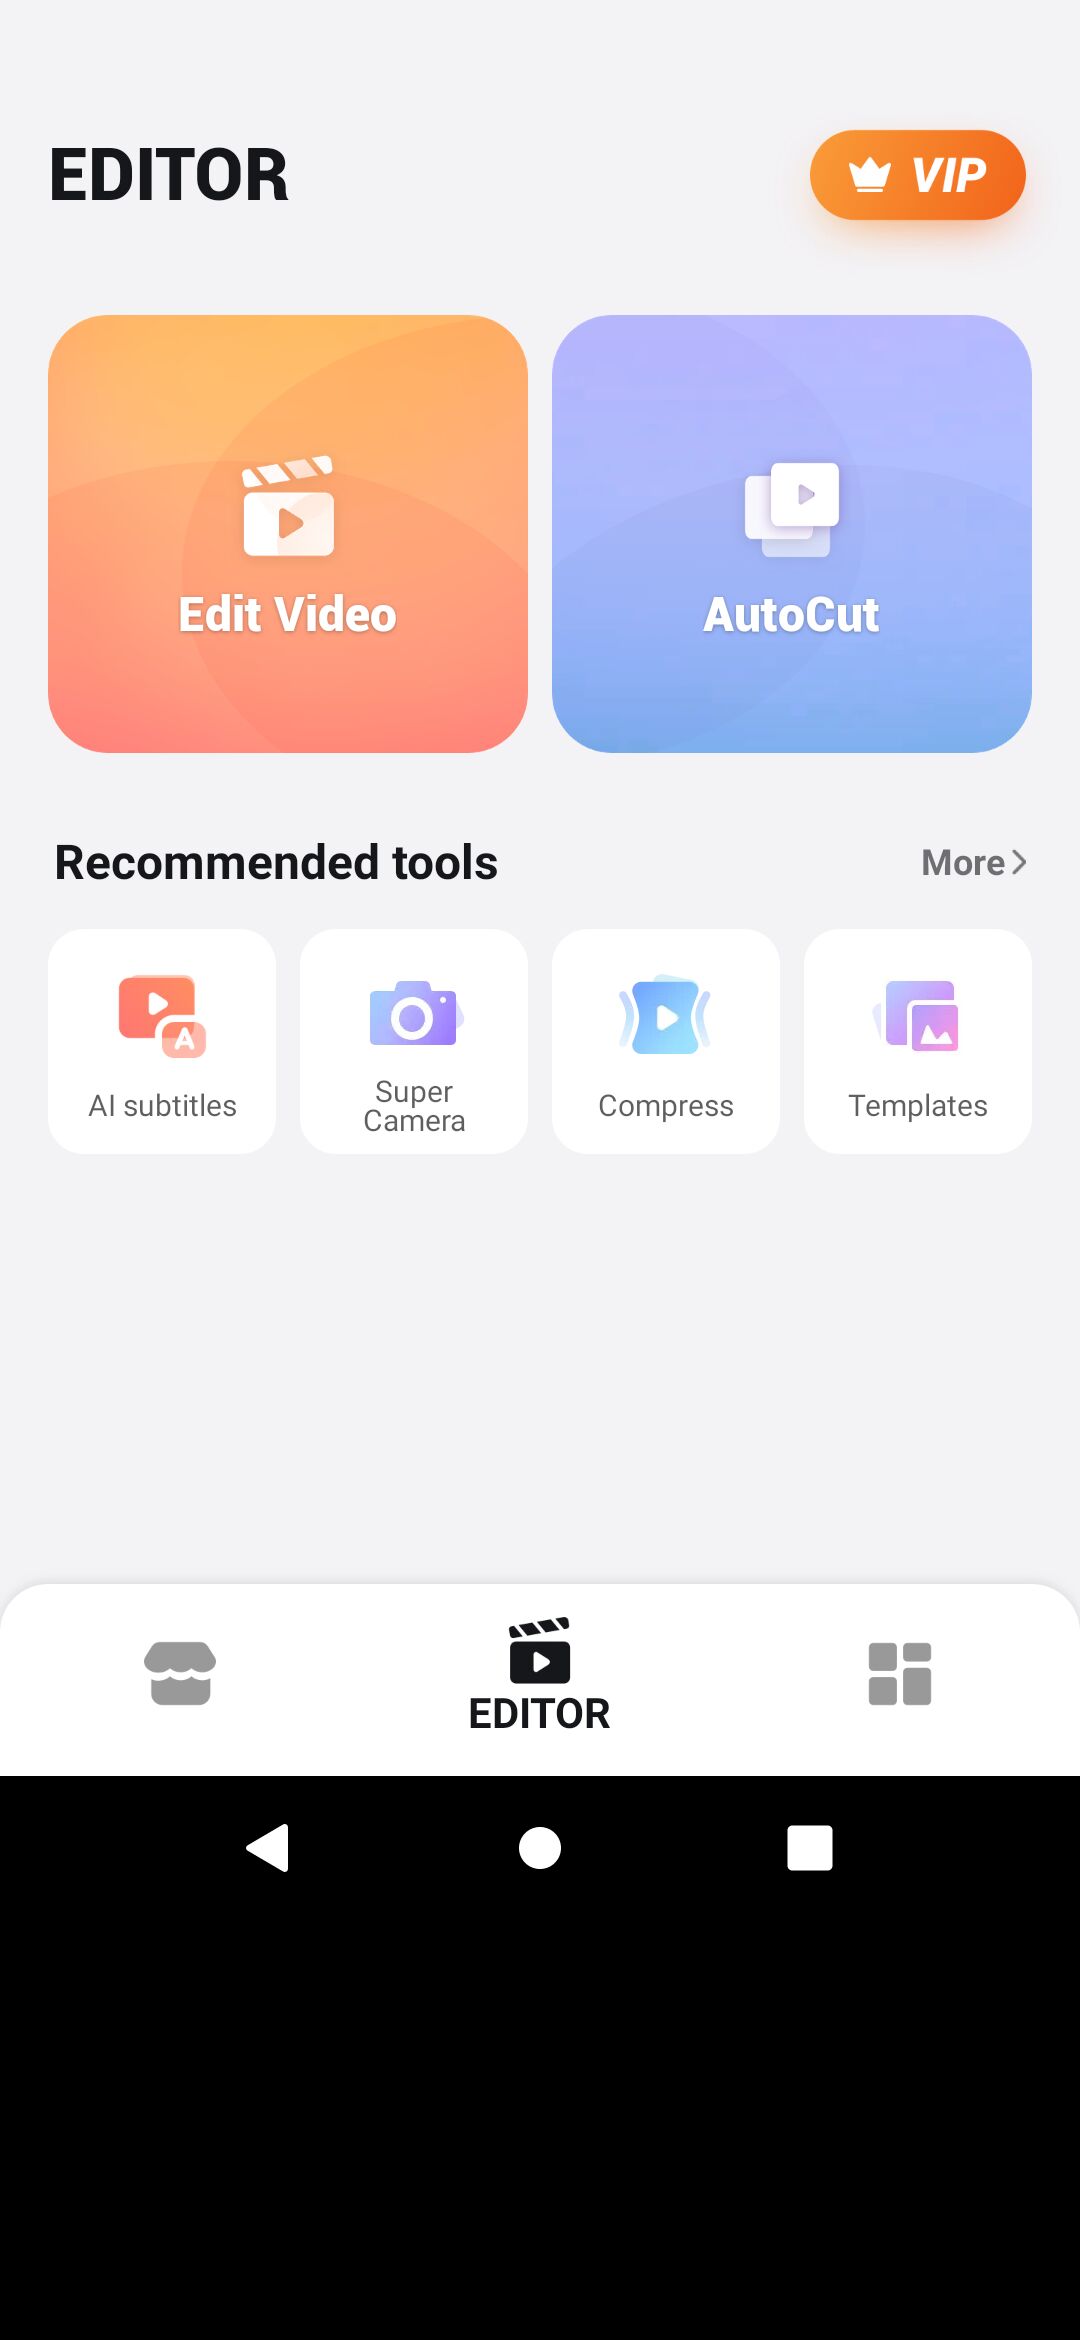 EDITOR
VIP
Edit Video
AutoCut
Recommended tools
More
AI subtitles
Super
Camera
Compress
Templates
EDITOR